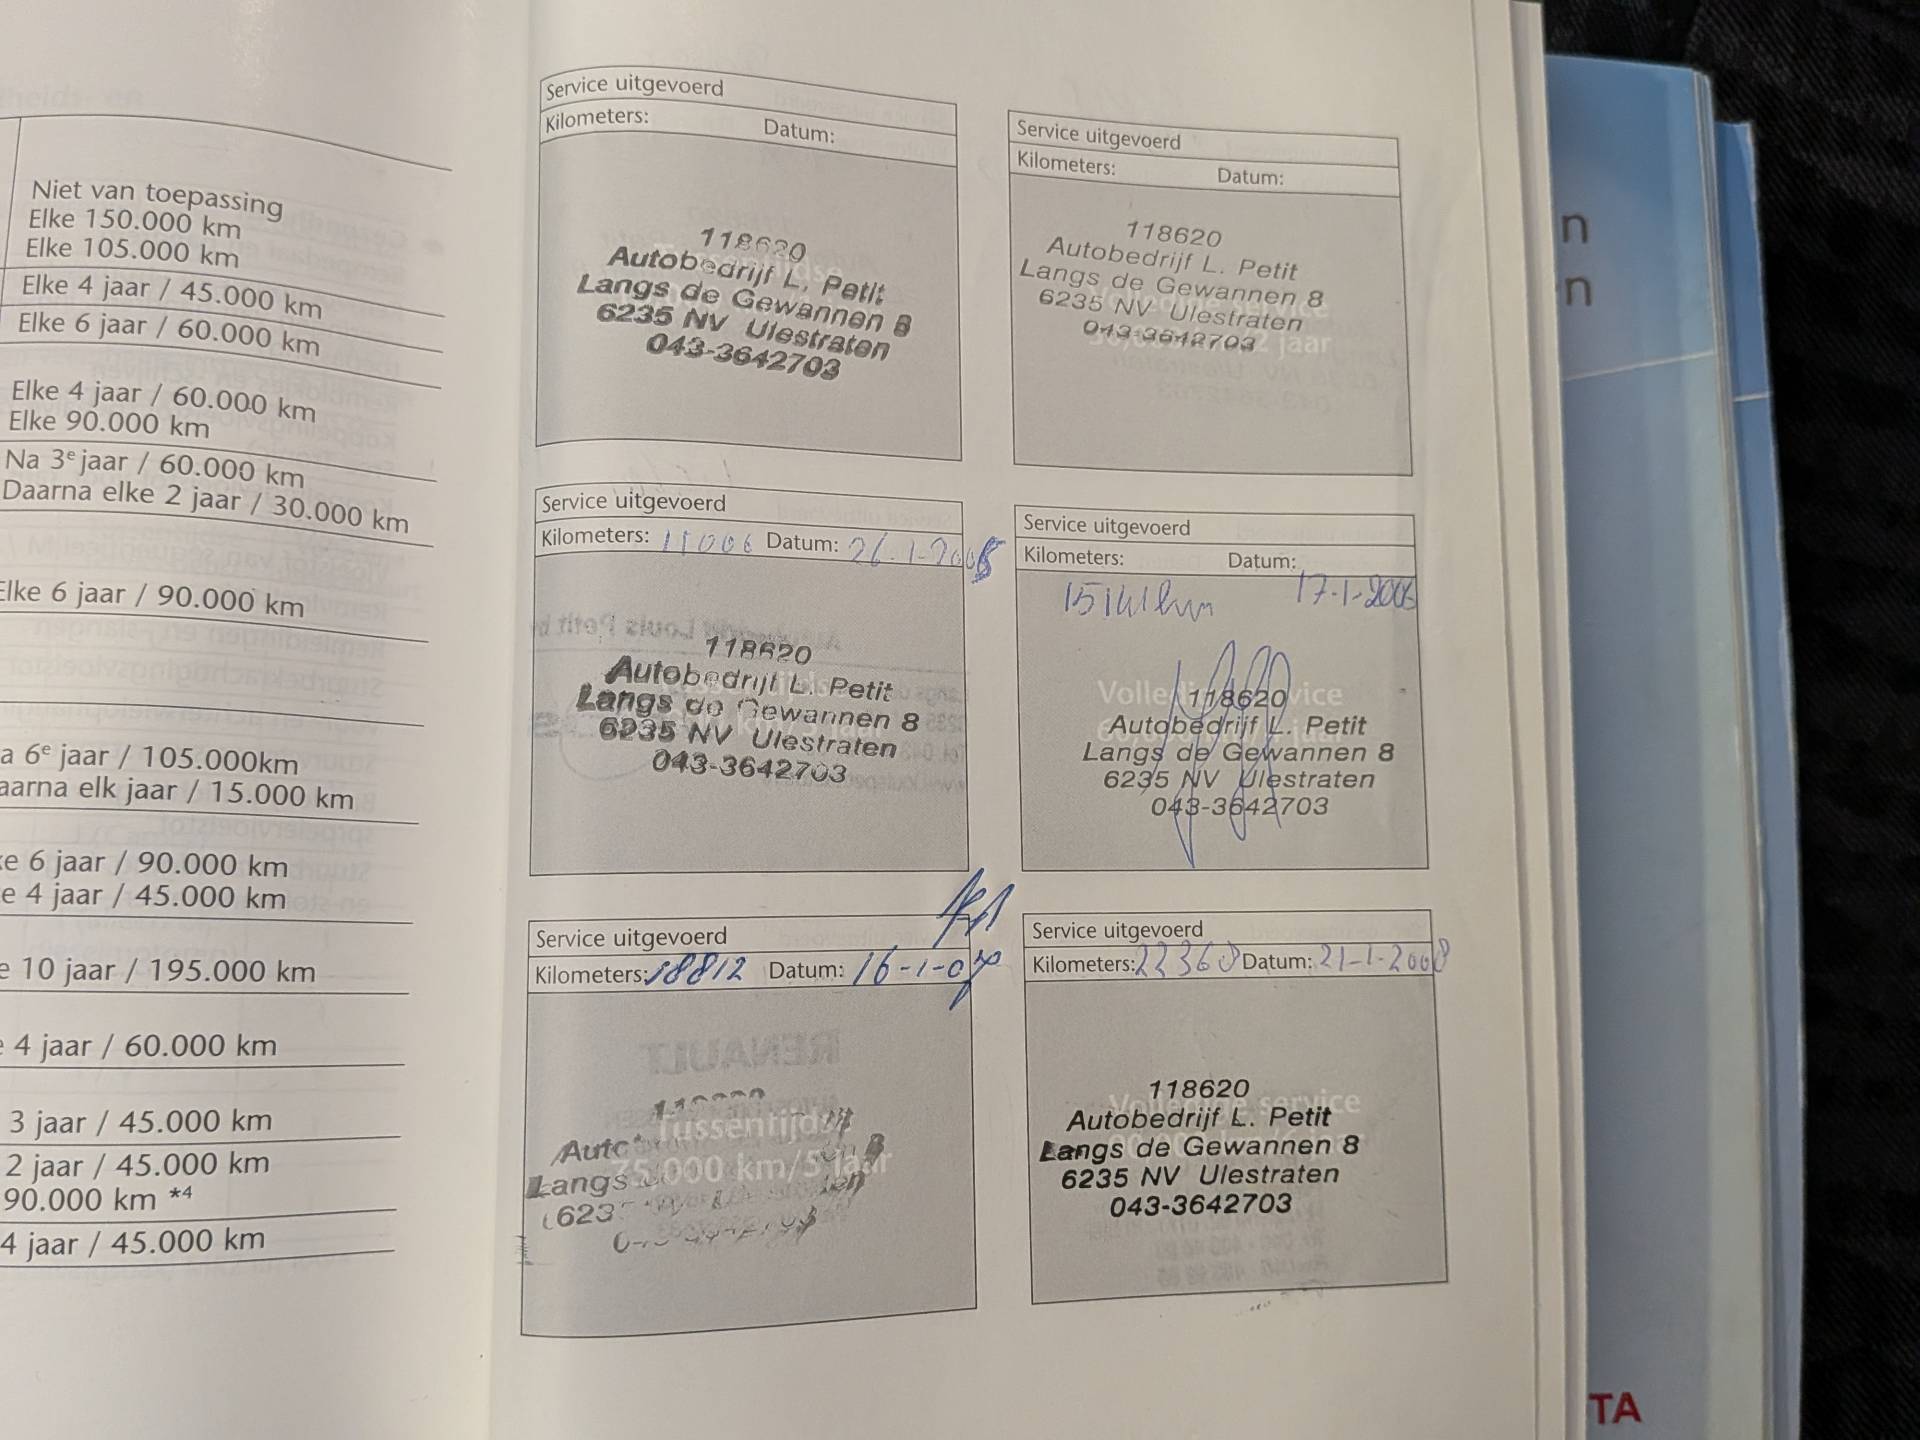 Niet van toepassing
Elke 150.000 km
Elke 105.000 km
Elke 4 jaar / 45.000 km
Elke 6 jaar / 60.000 km
Elke 4 jaar / 60.000 km
Elke 90.000 km
Na 3e jaar / 60.000 km
Daarna elke 2 jaar / 30.000 km
Elke 6 jaar / 90.000 km
a 6e jaar / 105.000km
aarna elk jaar / 15.000 km
ke 6 jaar / 90.000 km
e 4 jaar / 45.000 km
e 10 jaar / 195.000 km
e 4 jaar / 60.000 km
3 jaar / 45.000 km
2 jaar / 45.000 km
90.000 km *4
4 jaar / 45.000 km
Service uitgevoerd
Kilometers: Datum:
118620
Autobedrijf L. Petit
Langs de Gewannen 8
6235 NV Ulestraten
043-3642703
Service uitgevoerd
Kilometers: Datum:
118620
Autobedrijf L. Petit
Langs de Gewannen 8
6235 NV Ulestraten
043-3642703
Service uitgevoerd
Kilometers: 11006 Datum: 26-1-2005
118620
Autobedrijf L. Petit
Langs de Gewannen 8
6235 NV Ulestraten
043-3642703
Service uitgevoerd
Kilometers: Datum:
17-1-2006
Volledige service
118620
Autobedrijf L. Petit
Langs de Gewannen 8
6235 NV Ulestraten
043-3642703
Service uitgevoerd
Kilometers: 18812 Datum: 16-1-07
RENAULT
Tussentijds
75.000 km/5 jaar
Langs
Service uitgevoerd
Kilometers: 22368 Datum: 21-1-2008
Volledige service
118620
Autobedrijf L. Petit
Langs de Gewannen 8
6235 NV Ulestraten
043-3642703
n
n
TA